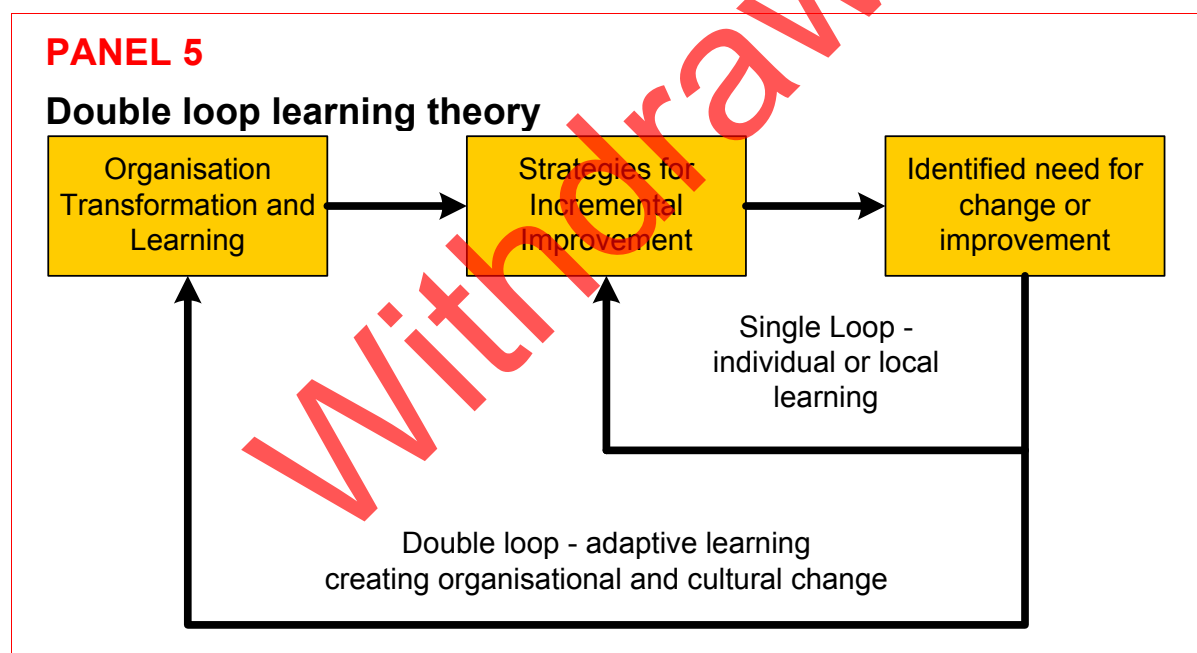 PANEL 5
Double loop learning theory
Organisation
Transformation and
Learning
Strategies for
Incremental
Improvement
Identified need for
change or
improvement
Single Loop -
individual or local
learning
Double loop - adaptive learning
creating organisational and cultural change
Withdraw